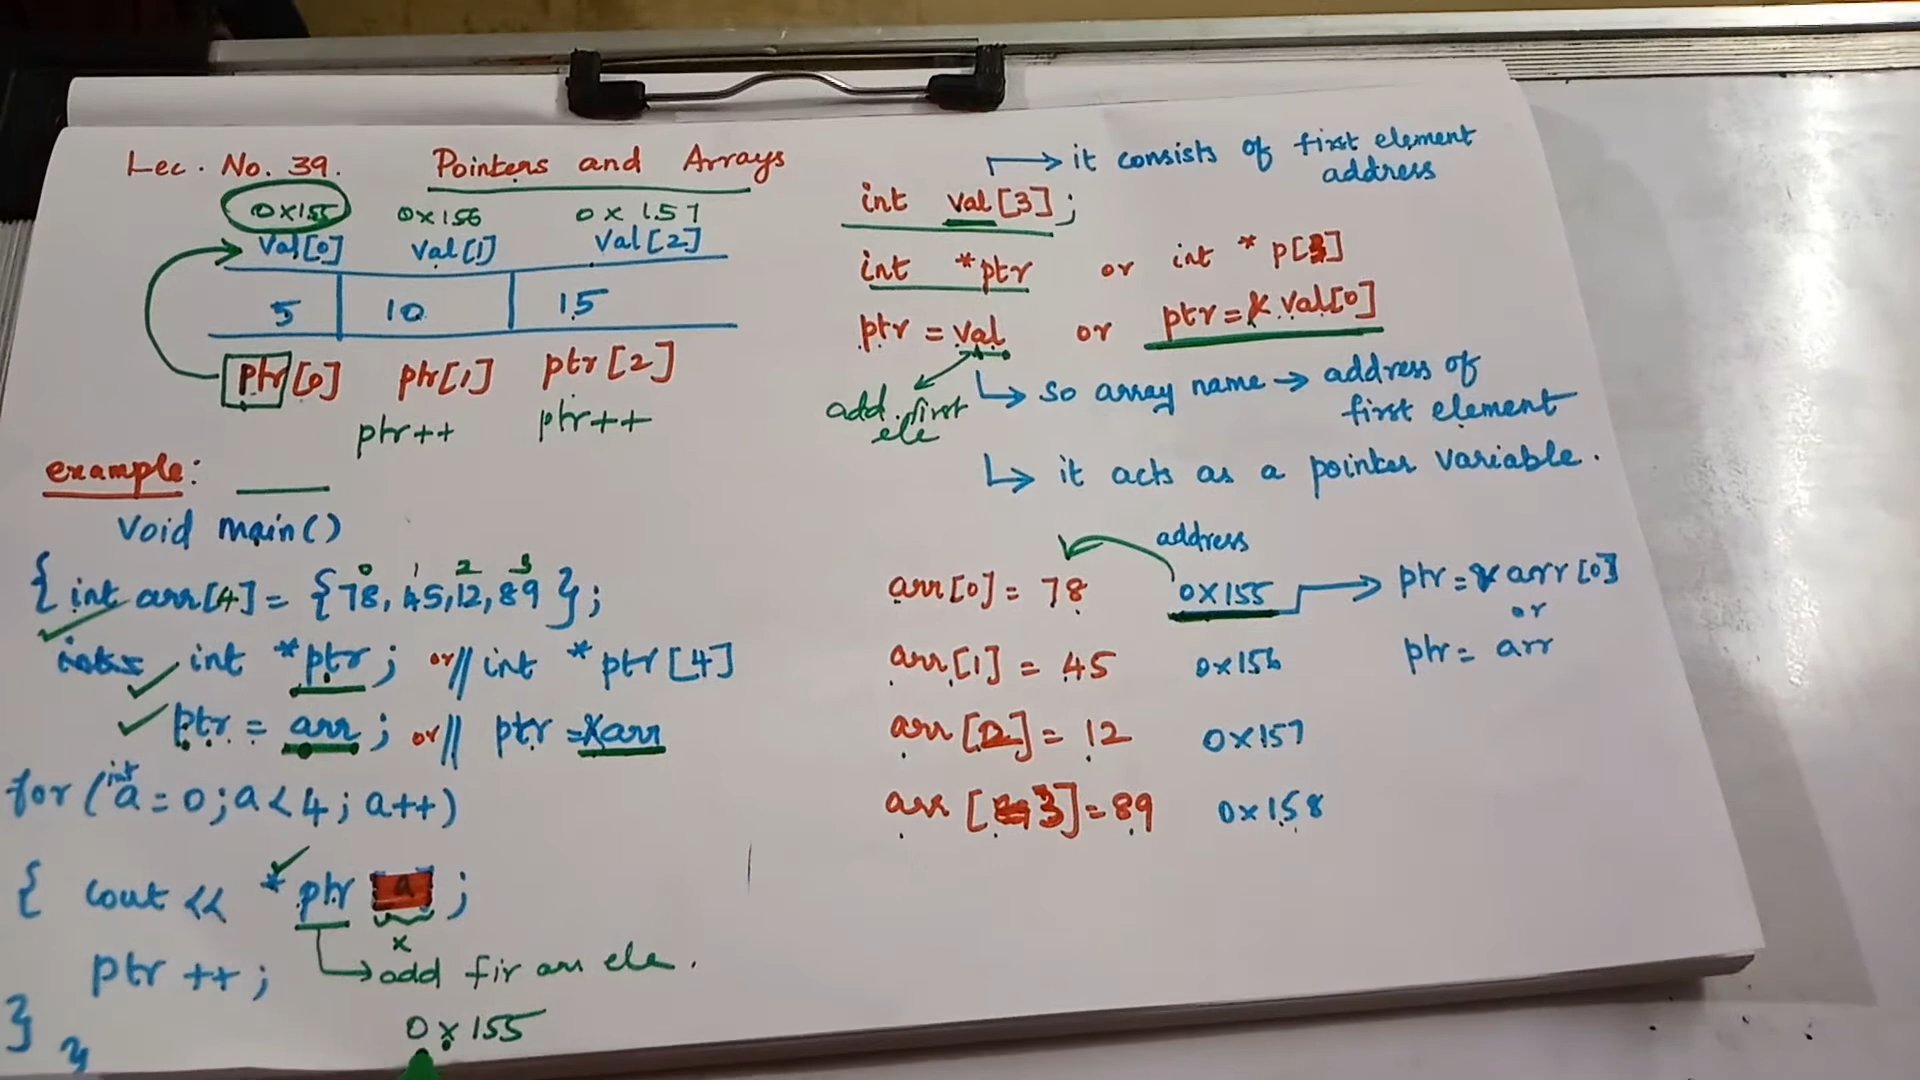 Lec. No. 39. Pointers and Arrays
0x155 0x156 0x157
Val[0] Val[1] Val[2]
5 10 15
ptr[0] ptr[1] ptr[2]
ptr++ ptr++
example:
Void main()
0 1 2 3
{ int arr[4] = {78, 45, 12, 89 };
int *ptr; or// int *ptr[4]
ptr = arr; or// ptr = &arr
for (int a=0; a<4; a++)
{ cout << *ptr a ;
x
ptr ++; add fir arr ele.
} 0x155
}
it consists of first element
address
int val[3];
int *ptr or int *p[3]
ptr = val or ptr = & val[0]
add. first
ele
so array name → address of
first element
it acts as a pointer variable.
address
arr[0] = 78 0x155 ptr = & arr[0]
or
arr[1] = 45 0x156 ptr = arr
arr[2] = 12 0x157
arr[3] = 89 0x158